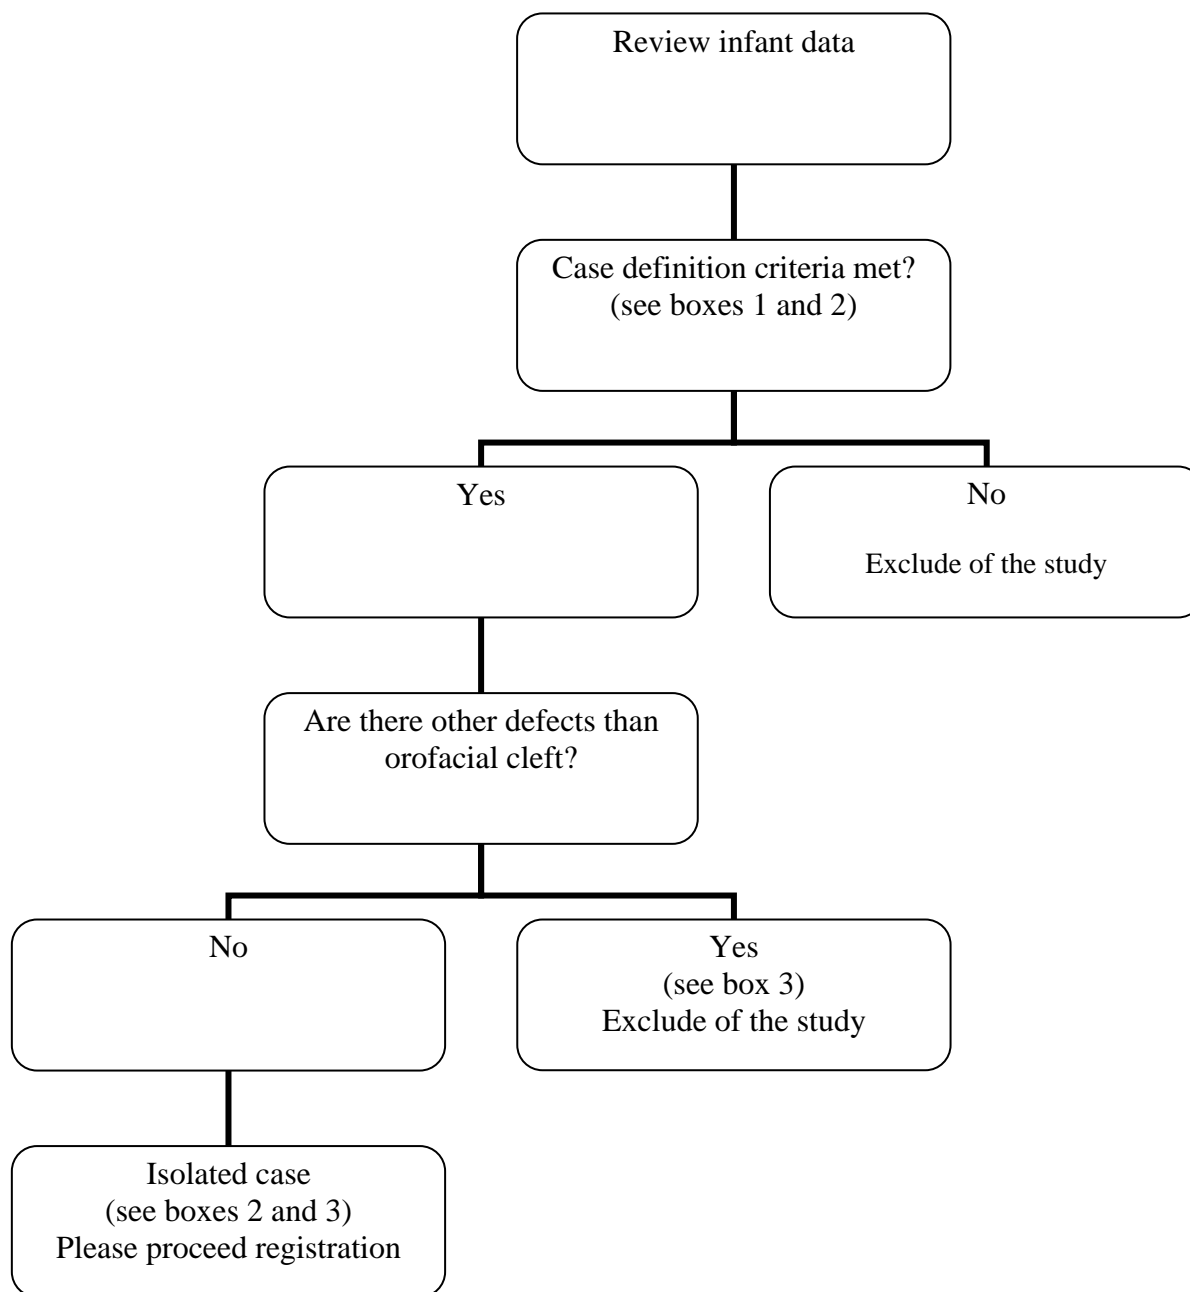 Review infant data
Case definition criteria met?
(see boxes 1 and 2)
Yes
No
Exclude of the study
Are there other defects than
orofacial cleft?
No
Yes
(see box 3)
Exclude of the study
Isolated case
(see boxes 2 and 3)
Please proceed registration